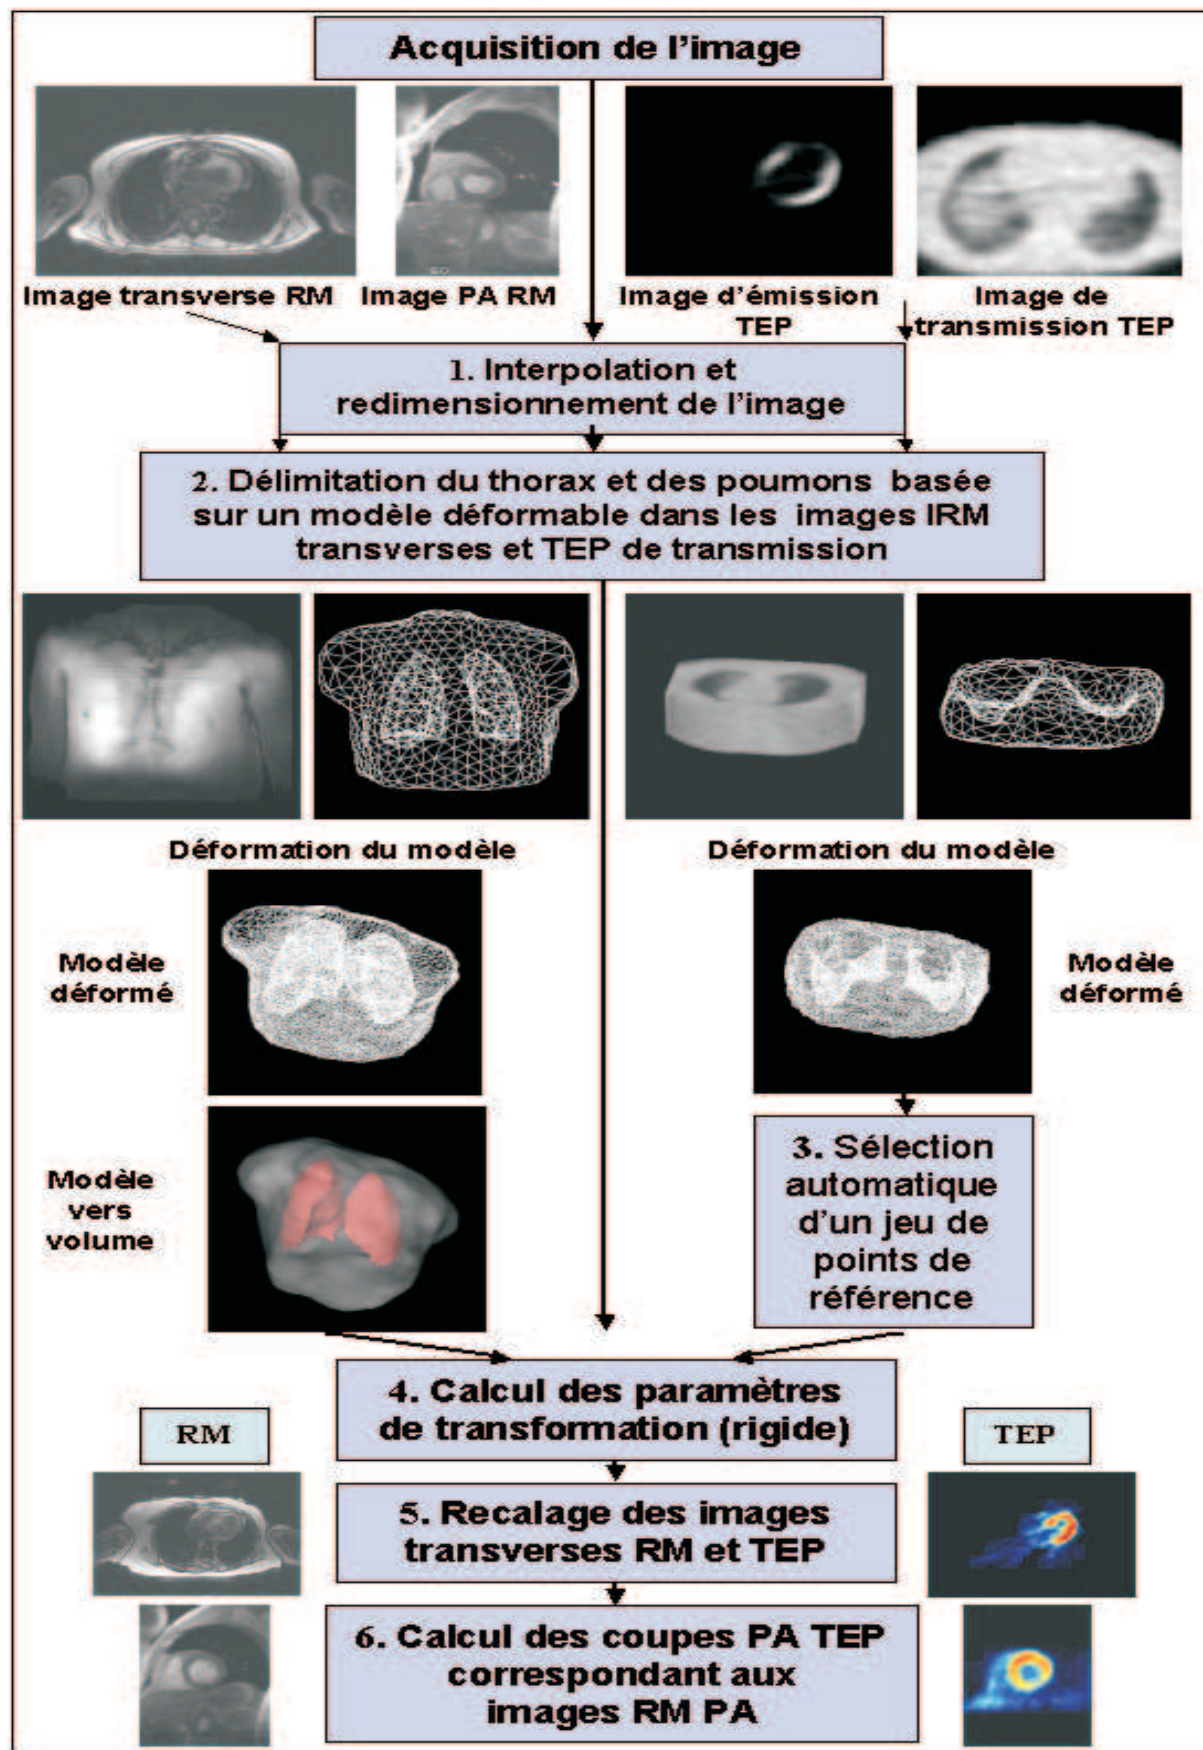 Acquisition de l'image
Image transverse RM
Image PA RM
Image d'émission
TEP
Image de
transmission TEP
1. Interpolation et
redimensionnement de l'image
2. Délimitation du thorax et des poumons basée
sur un modèle déformable dans les images IRM
transverses et TEP de transmission
Déformation du modèle
Déformation du modèle
Modèle
déformé
Modèle
déformé
Modèle
vers
volume
3. Sélection
automatique
d'un jeu de
points de
référence
4. Calcul des paramètres
de transformation (rigide)
RM
TEP
5. Recalage des images
transverses RM et TEP
6. Calcul des coupes PA TEP
correspondant aux
images RM PA